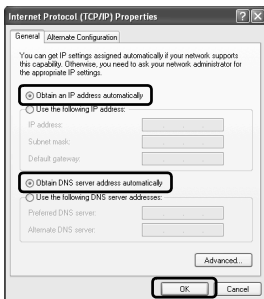 Internet Protocol (TCP/IP) Properties
General
Alternate Configuration
You can get IP settings assigned automatically if your network supports
this capability. Otherwise, you need to ask your network administrator for
the appropriate IP settings.
Obtain an IP address automatically
Use the following IP address:
IP address:
Subnet mask:
Default gateway:
Obtain DNS server address automatically
Use the following DNS server addresses:
Preferred DNS server:
Alternate DNS server:
Advanced...
OK
Cancel